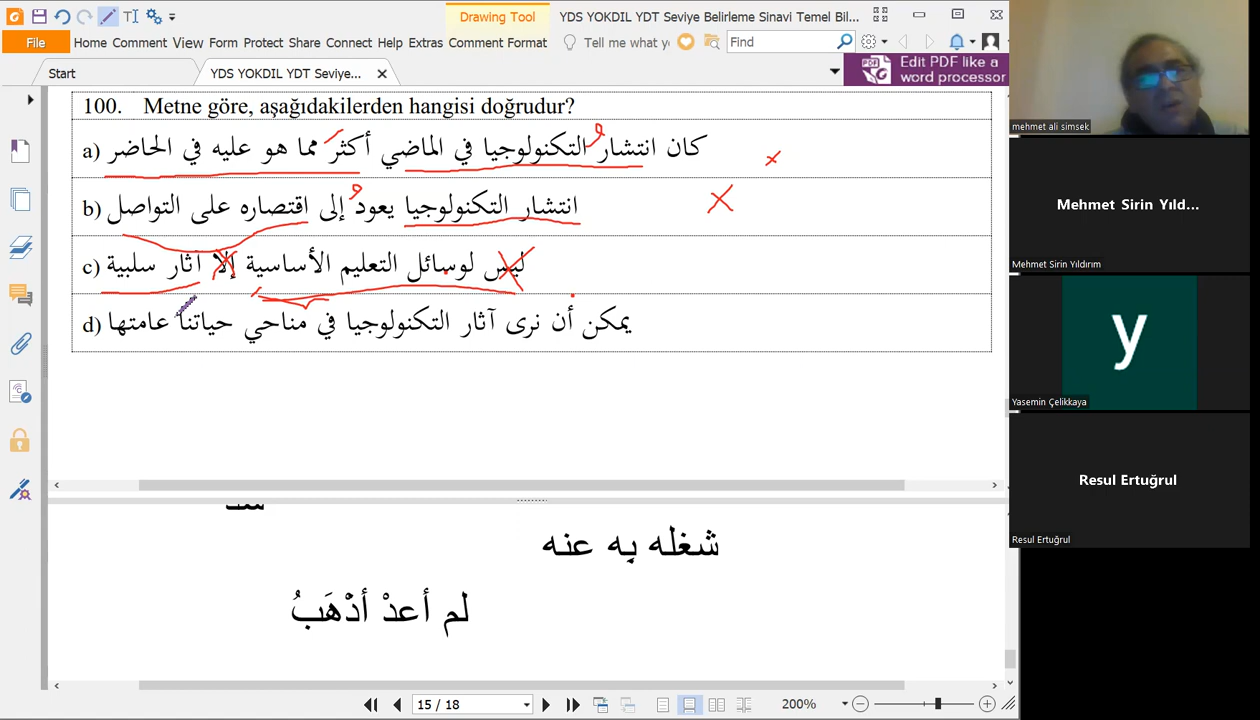 Drawing Tool
YDS YOKDIL YDT Seviye Belirleme Sinavi Temel Bil...
File Home Comment View Form Protect Share Connect Help Extras Comment Format Tell me Find
Edit PDF like a
word processor
Start
YDS YOKDIL YDT Seviye...
100. Metne göre, aşağıdakilerden hangisi doğrudur?
a) كان انتشار التكنولوجيا في الماضي أكثر مما هو عليه في الحاضر
b) انتشار التكنولوجيا يعود إلى اقتصاره على التواصل
c) ليس لوسائل التعليم الأساسية إلا آثار سلبية
d) يمكن أن نرى آثار التكنولوجيا في مناحي حياتنا عامتها
شغله به عنه
لم أعدْ أذْهَبُ
15 / 18
200%
mehmet ali simsek
Mehmet Sirin Yıld...
Mehmet Sirin Yıldırım
y
Yasemin Çelikkaya
Resul Ertuğrul
Resul Ertuğrul